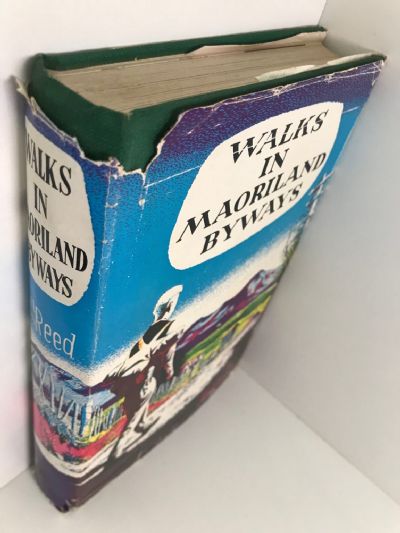 WALKS
IN
MAORILAND
BYWAYS
WALKS
IN
MAORILAND
BYWAYS
Reed